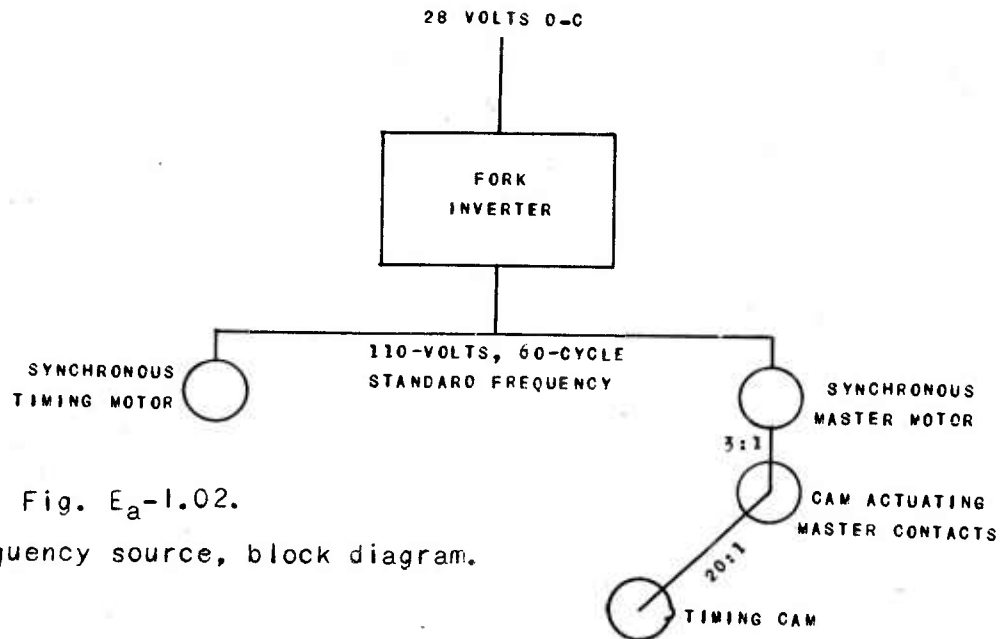 28 VOLTS D-C
FORK
INVERTER
110-VOLTS, 60-CYCLE
STANDARD FREQUENCY
SYNCHRONOUS
TIMING MOTOR
SYNCHRONOUS
MASTER MOTOR
3:1
CAM ACTUATING
MASTER CONTACTS
20:1
TIMING CAM
Fig. Eₐ-1.02.
quency source, block diagram.